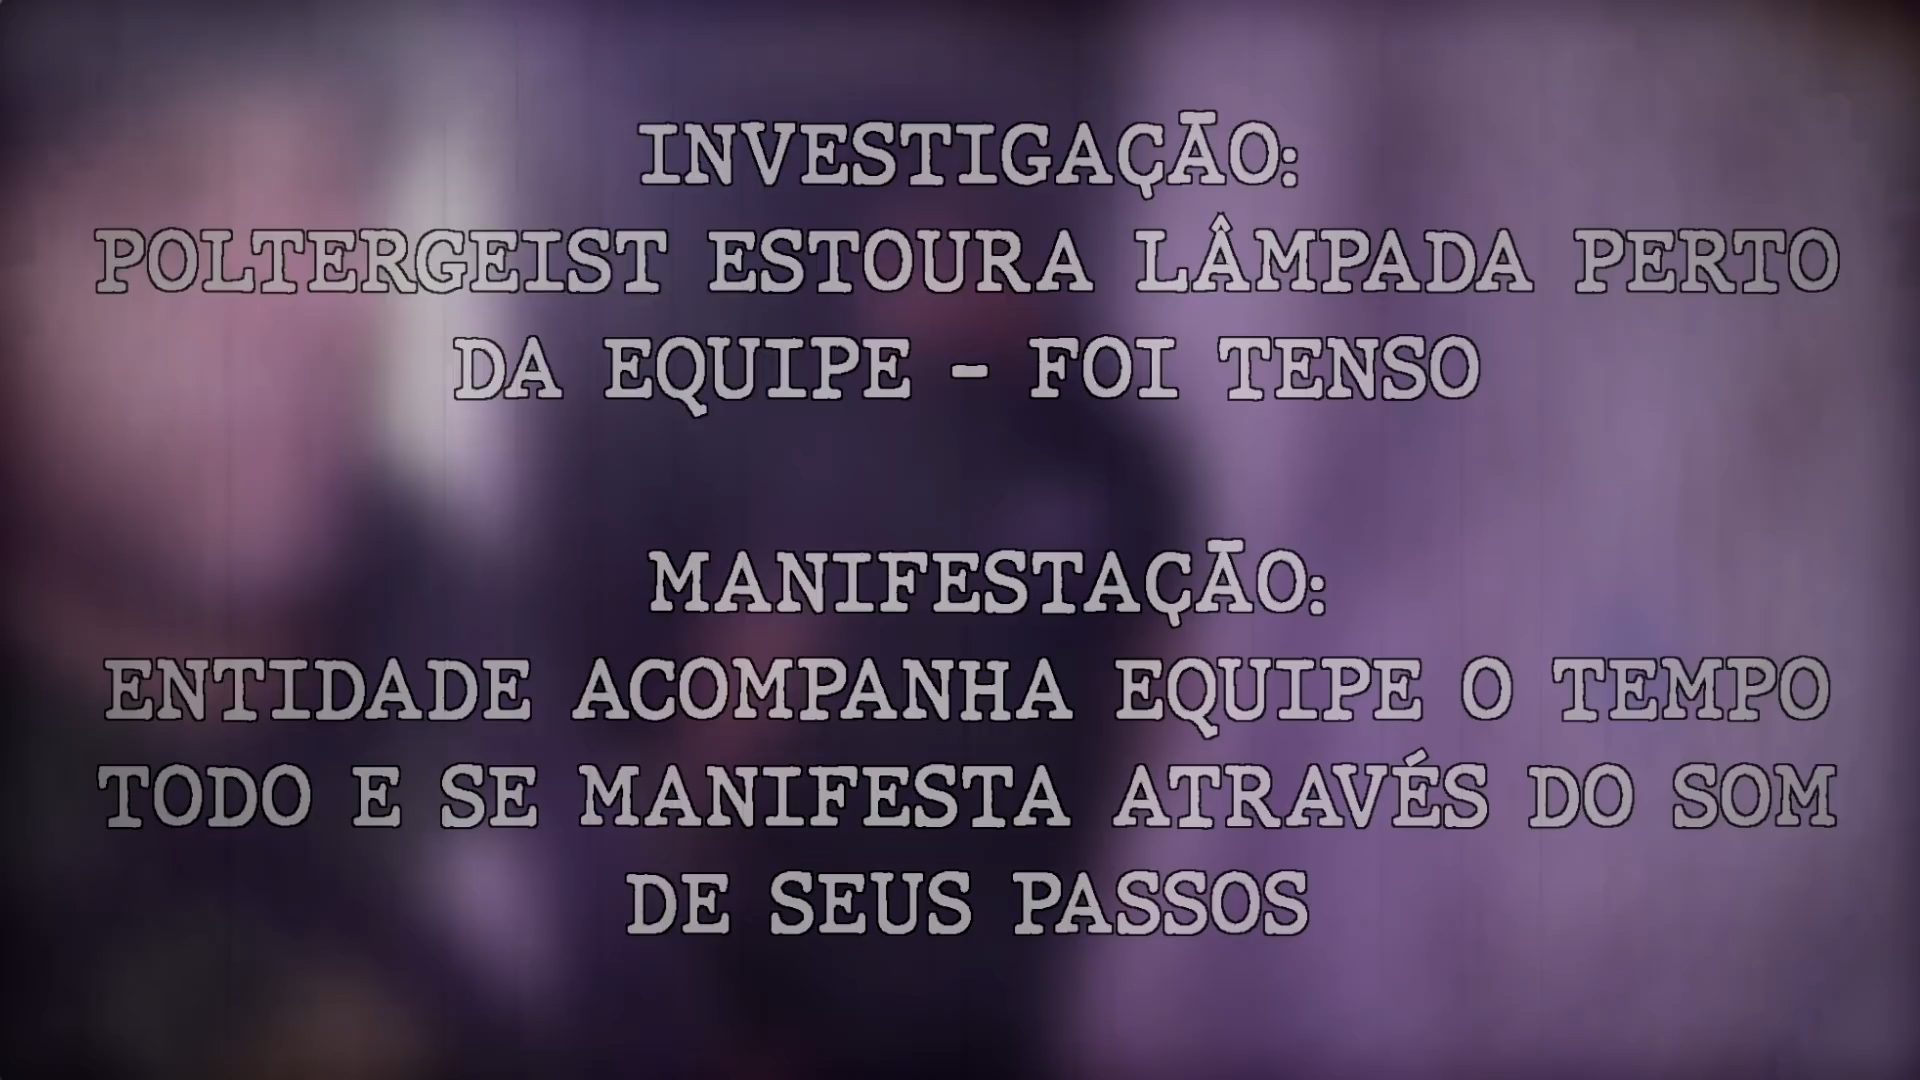 INVESTIGAÇÃO:
POLTERGEIST ESTOURA LÂMPADA PERTO
DA EQUIPE - FOI TENSO
MANIFESTAÇÃO:
ENTIDADE ACOMPANHA EQUIPE O TEMPO
TODO E SE MANIFESTA ATRAVÉS DO SOM
DE SEUS PASSOS